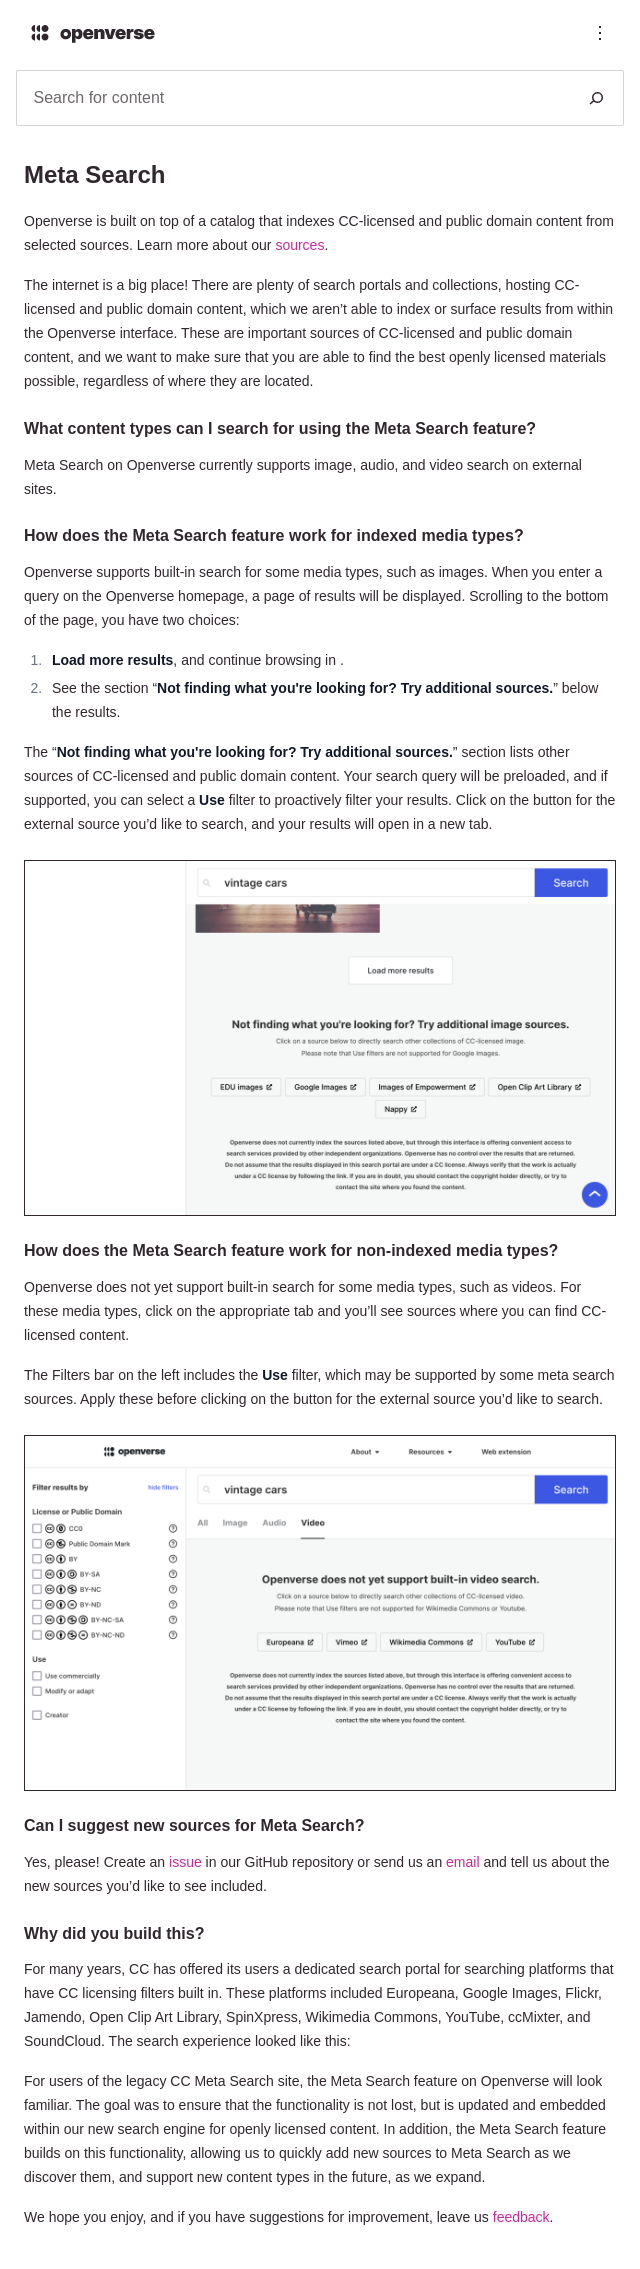 openverse
Search for content
Meta Search
Openverse is built on top of a catalog that indexes CC-licensed and public domain content from
selected sources. Learn more about our sources.
The internet is a big place! There are plenty of search portals and collections, hosting CC-
licensed and public domain content, which we aren’t able to index or surface results from within
the Openverse interface. These are important sources of CC-licensed and public domain
content, and we want to make sure that you are able to find the best openly licensed materials
possible, regardless of where they are located.
What content types can I search for using the Meta Search feature?
Meta Search on Openverse currently supports image, audio, and video search on external
sites.
How does the Meta Search feature work for indexed media types?
Openverse supports built-in search for some media types, such as images. When you enter a
query on the Openverse homepage, a page of results will be displayed. Scrolling to the bottom
of the page, you have two choices:
1. Load more results, and continue browsing in .
2. See the section “Not finding what you're looking for? Try additional sources.” below
the results.
The “Not finding what you're looking for? Try additional sources.” section lists other
sources of CC-licensed and public domain content. Your search query will be preloaded, and if
supported, you can select a Use filter to proactively filter your results. Click on the button for the
external source you’d like to search, and your results will open in a new tab.
vintage cars Search
Load more results
Not finding what you're looking for? Try additional image sources.
Click on a source below to directly search other collections of CC-licensed image.
Please note that Use filters are not supported for Google Images.
EDU images Google Images Images of Empowerment Open Clip Art Library
Nappy
Openverse does not currently index the sources listed above, but through this interface is offering convenient access to
search services provided by other independent organizations. Openverse has no control over the results that are returned.
Do not assume that the results displayed in this search portal are under a CC license. Always verify that the work is actually
under a CC license by following the link. If you are in doubt, you should contact the copyright holder directly, or try to
contact the site where you found the content.
How does the Meta Search feature work for non-indexed media types?
Openverse does not yet support built-in search for some media types, such as videos. For
these media types, click on the appropriate tab and you’ll see sources where you can find CC-
licensed content.
The Filters bar on the left includes the Use filter, which may be supported by some meta search
sources. Apply these before clicking on the button for the external source you’d like to search.
openverse About Resources Web extension
Filter results by hide filters
vintage cars Search
License or Public Domain
All Image Audio Video
CC0
Public Domain Mark
BY
BY-SA
BY-NC
BY-ND
BY-NC-SA
BY-NC-ND
Use
Use commercially
Modify or adapt
Creator
Openverse does not yet support built-in video search.
Click on a source below to directly search other collections of CC-licensed video.
Please note that Use filters are not supported for Wikimedia Commons or Youtube.
Europeana Vimeo Wikimedia Commons YouTube
Openverse does not currently index the sources listed above, but through this interface is offering convenient access to
search services provided by other independent organizations. Openverse has no control over the results that are returned.
Do not assume that the results displayed in this search portal are under a CC license. Always verify that the work is actually
under a CC license by following the link. If you are in doubt, you should contact the copyright holder directly, or try to
contact the site where you found the content.
Can I suggest new sources for Meta Search?
Yes, please! Create an issue in our GitHub repository or send us an email and tell us about the
new sources you’d like to see included.
Why did you build this?
For many years, CC has offered its users a dedicated search portal for searching platforms that
have CC licensing filters built in. These platforms included Europeana, Google Images, Flickr,
Jamendo, Open Clip Art Library, SpinXpress, Wikimedia Commons, YouTube, ccMixter, and
SoundCloud. The search experience looked like this:
For users of the legacy CC Meta Search site, the Meta Search feature on Openverse will look
familiar. The goal was to ensure that the functionality is not lost, but is updated and embedded
within our new search engine for openly licensed content. In addition, the Meta Search feature
builds on this functionality, allowing us to quickly add new sources to Meta Search as we
discover them, and support new content types in the future, as we expand.
We hope you enjoy, and if you have suggestions for improvement, leave us feedback.